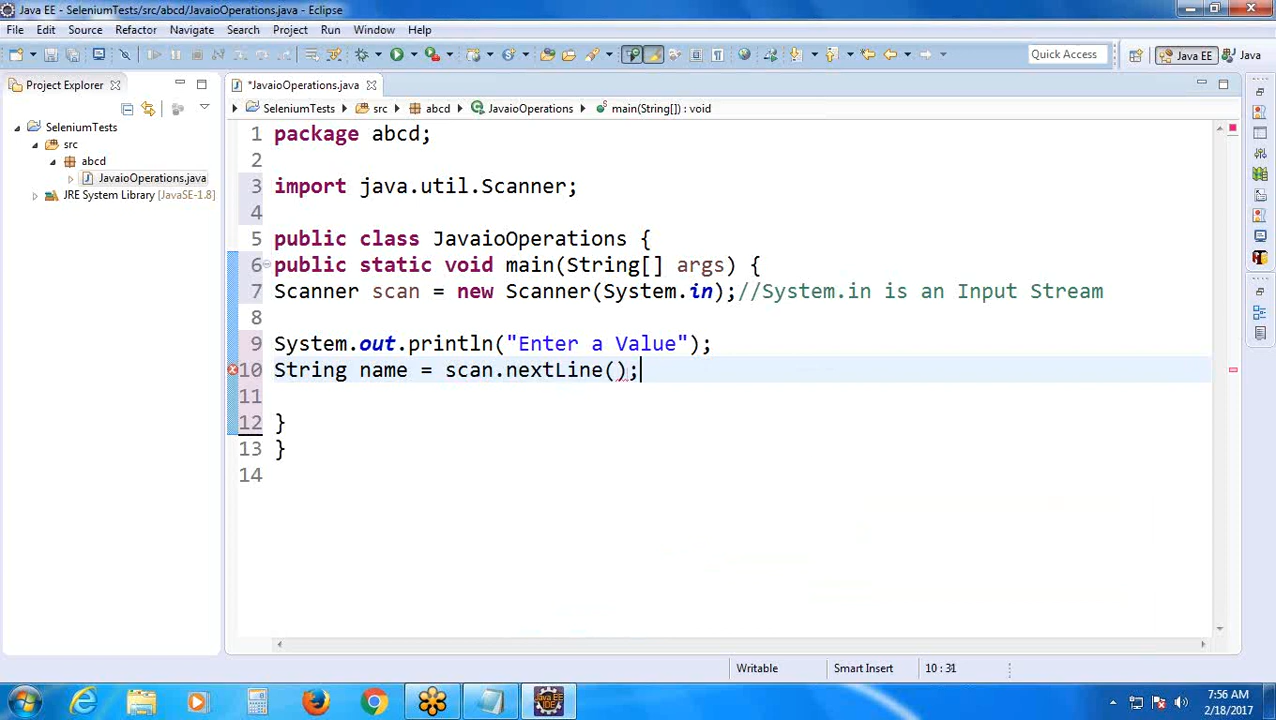 Java EE - SeleniumTests/src/abcd/JavaioOperations.java - Eclipse
File Edit Source Refactor Navigate Search Project Run Window Help
Quick Access
Java EE
Java
Project Explorer
*JavaioOperations.java
SeleniumTests
src
abcd
JavaioOperations
main(String[]) : void
SeleniumTests
src
abcd
JavaioOperations.java
JRE System Library [JavaSE-1.8]
1 package abcd;
2
3 import java.util.Scanner;
4
5 public class JavaioOperations {
6 public static void main(String[] args) {
7 Scanner scan = new Scanner(System.in);//System.in is an Input Stream
8
9 System.out.println("Enter a Value");
10 String name = scan.nextLine();
11
12 }
13 }
14
Writable
Smart Insert
10 : 31
Java EE
IDE
7:56 AM
2/18/2017